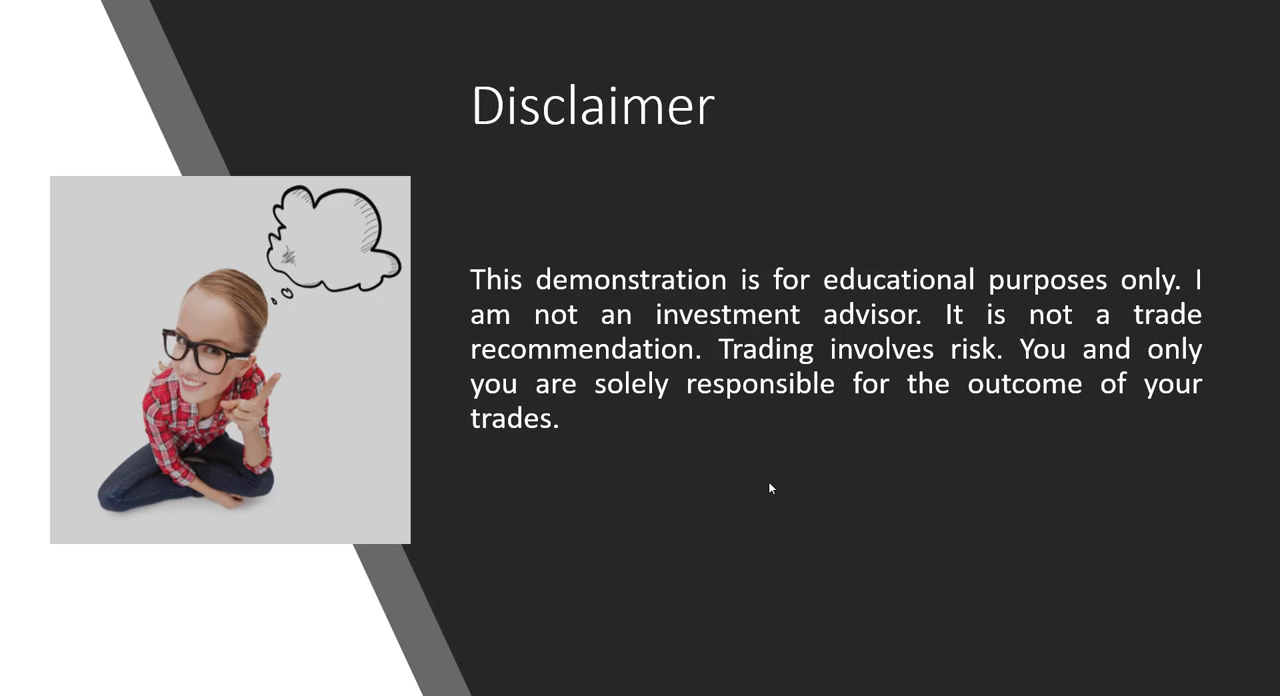 Disclaimer
This demonstration is for educational purposes only. I
am not an investment advisor. It is not a trade
recommendation. Trading involves risk. You and only
you are solely responsible for the outcome of your
trades.